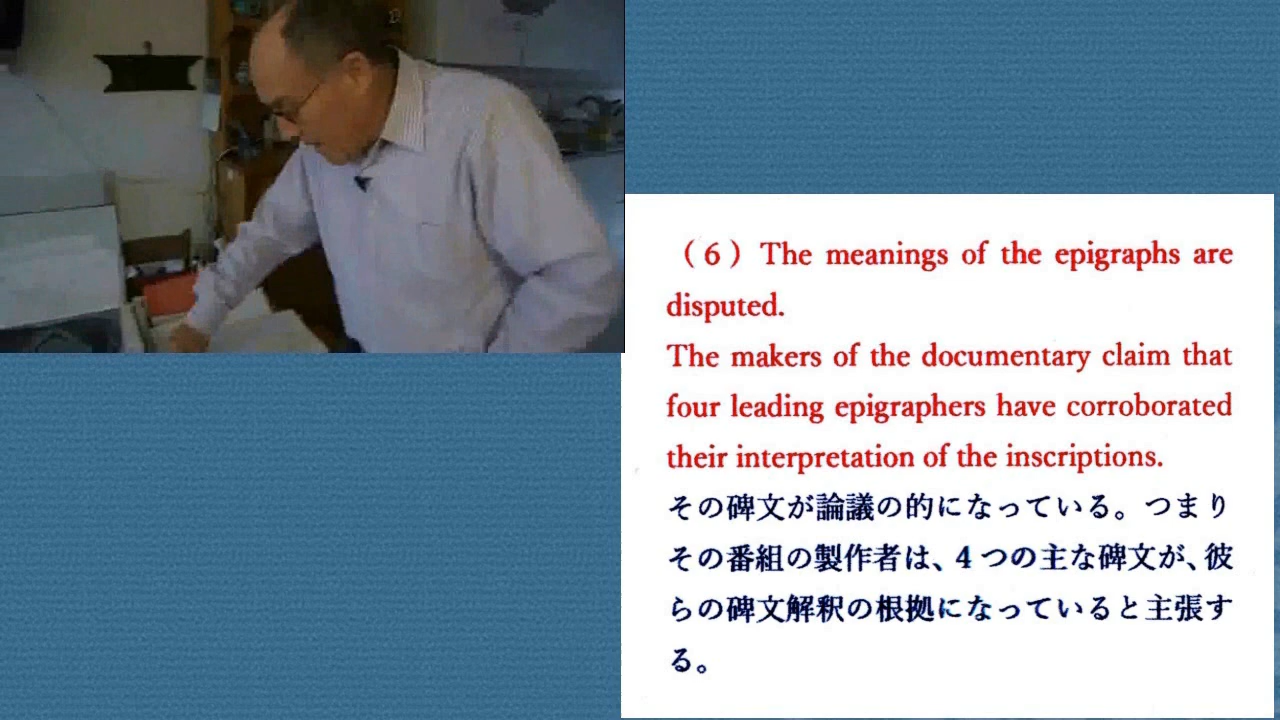 （6）The meanings of the epigraphs are
disputed.
The makers of the documentary claim that
four leading epigraphers have corroborated
their interpretation of the inscriptions.
その碑文が論議の的になっている。つまり
その番組の製作者は、4つの主な碑文が、彼
らの碑文解釈の根拠になっていると主張す
る。